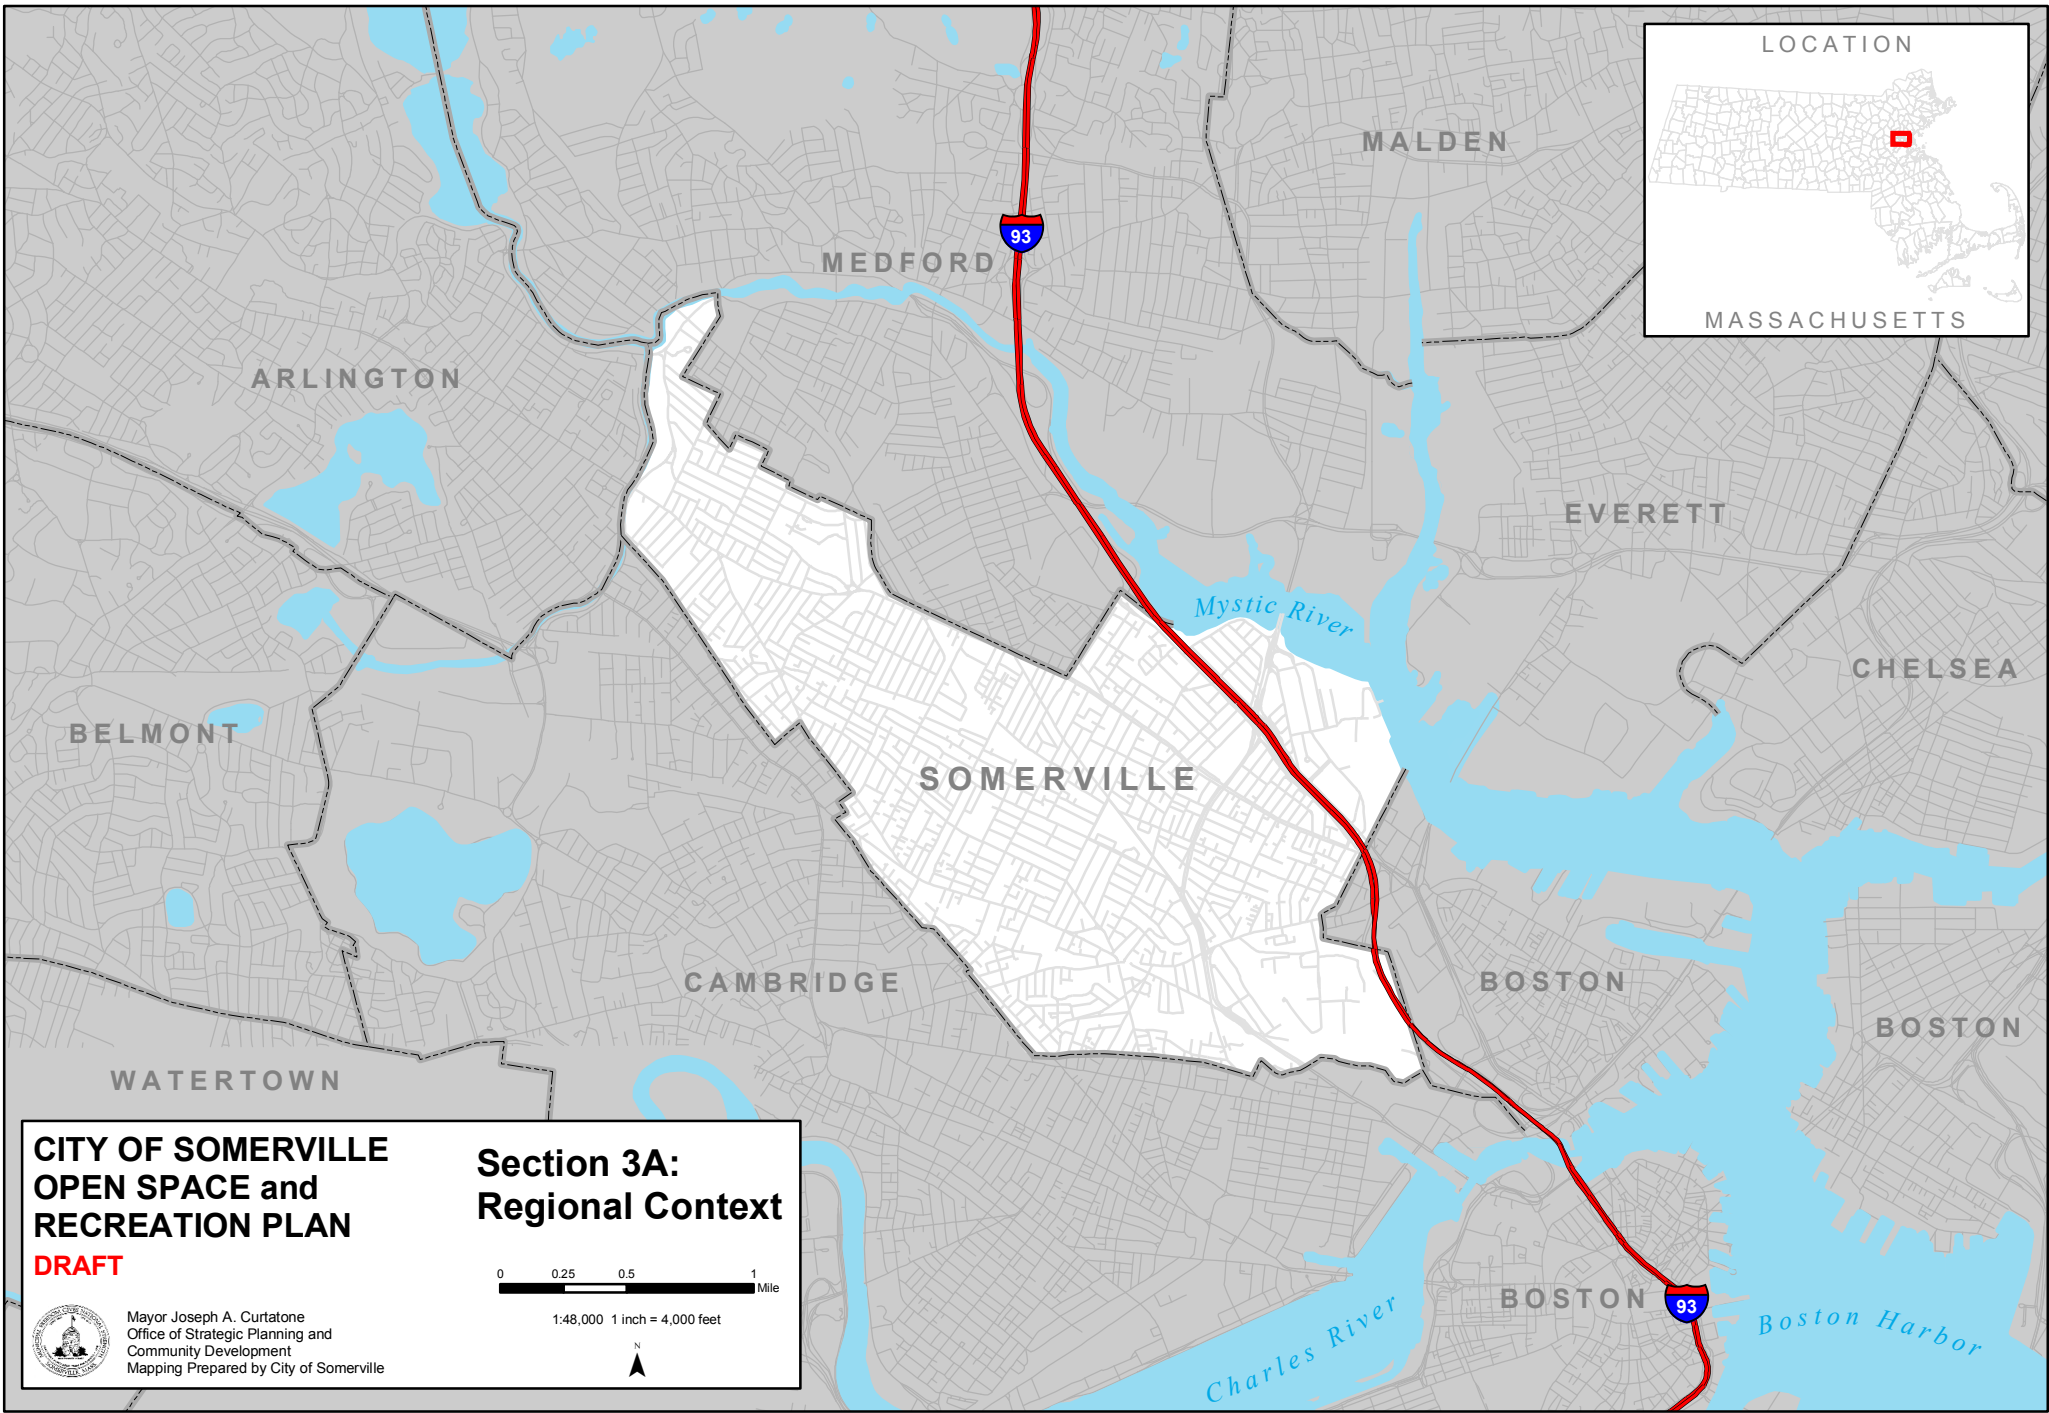 LOCATION
MASSACHUSETTS
MALDEN
93
MEDFORD
ARLINGTON
EVERETT
Mystic River
CHELSEA
BELMONT
SOMERVILLE
CAMBRIDGE
BOSTON
BOSTON
WATERTOWN
CITY OF SOMERVILLE
OPEN SPACE and
RECREATION PLAN
DRAFT
Section 3A:
Regional Context
0 0.25 0.5 1
Mile
1:48,000 1 inch = 4,000 feet
N
Mayor Joseph A. Curtatone
Office of Strategic Planning and
Community Development
Mapping Prepared by City of Somerville
BOSTON
93
Charles River
Boston Harbor